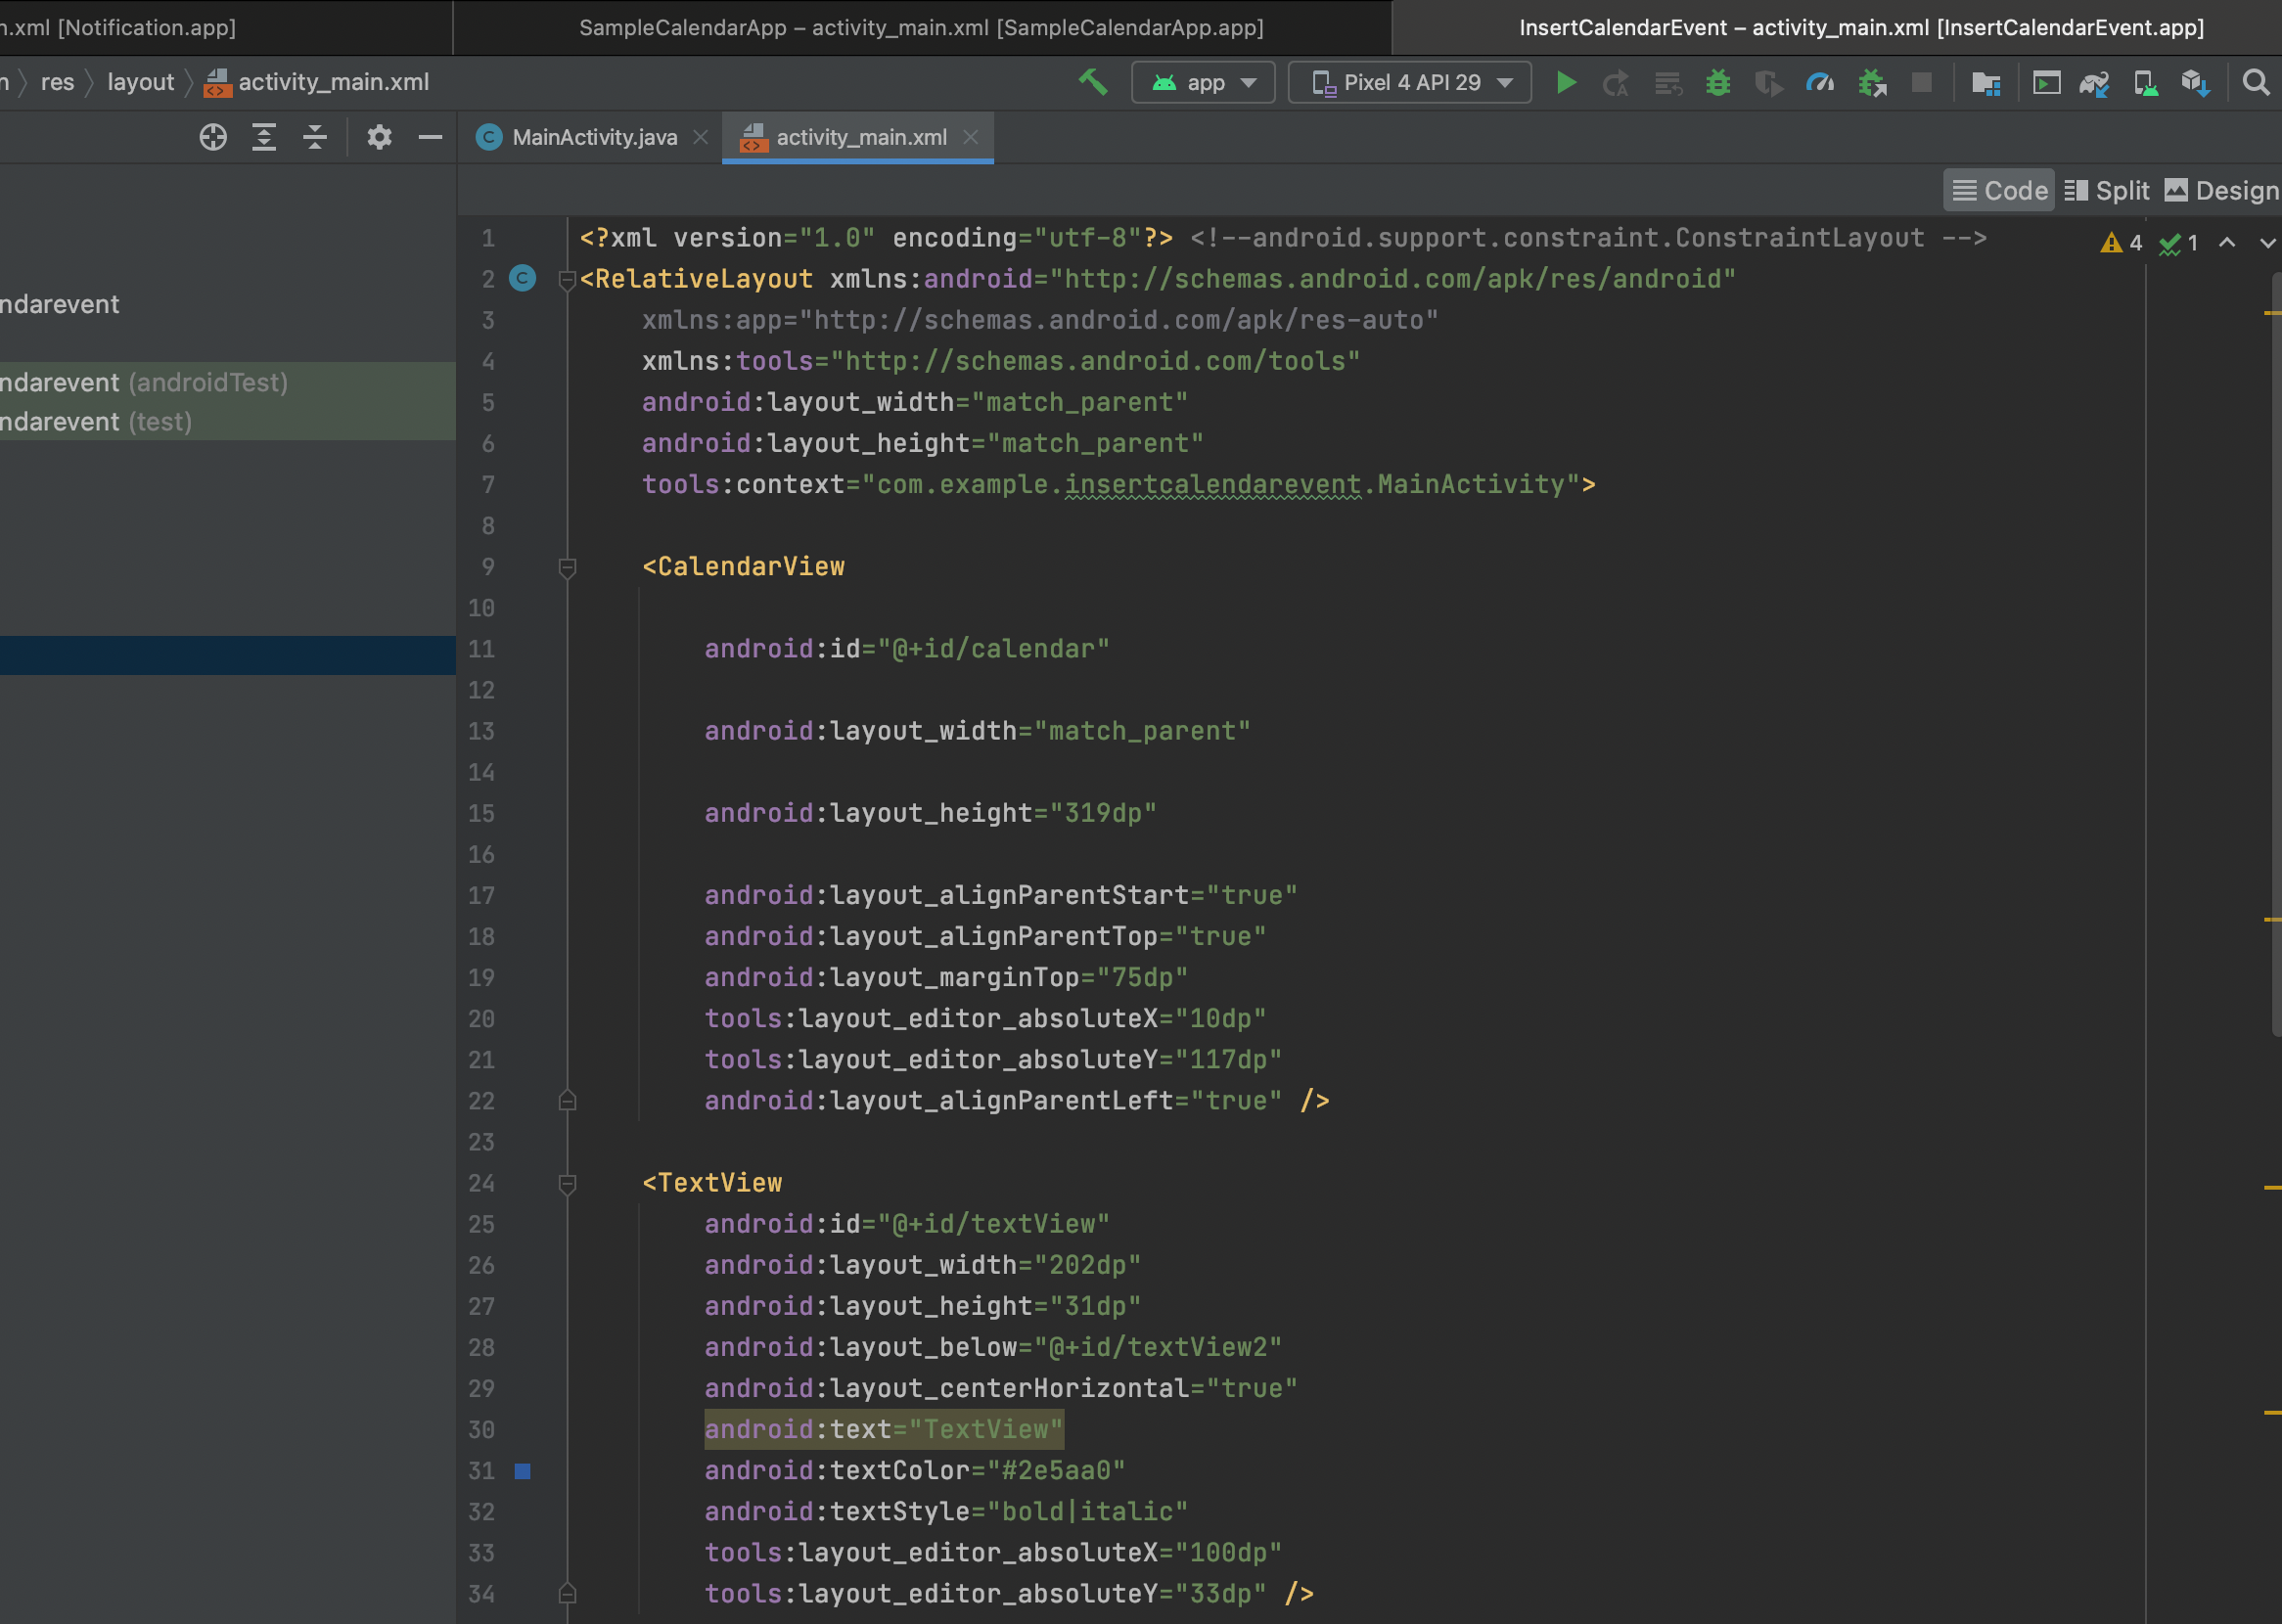 n.xml [Notification.app]
SampleCalendarApp – activity_main.xml [SampleCalendarApp.app]
InsertCalendarEvent – activity_main.xml [InsertCalendarEvent.app]
n res layout activity_main.xml
app
Pixel 4 API 29
MainActivity.java
activity_main.xml
Code Split Design
ndarevent
ndarevent (androidTest)
ndarevent (test)
4 1
1 <?xml version="1.0" encoding="utf-8"?> <!--android.support.constraint.ConstraintLayout -->
2 <RelativeLayout xmlns:android="http://schemas.android.com/apk/res/android"
3 xmlns:app="http://schemas.android.com/apk/res-auto"
4 xmlns:tools="http://schemas.android.com/tools"
5 android:layout_width="match_parent"
6 android:layout_height="match_parent"
7 tools:context="com.example.insertcalendarevent.MainActivity">
8
9 <CalendarView
10
11 android:id="@+id/calendar"
12
13 android:layout_width="match_parent"
14
15 android:layout_height="319dp"
16
17 android:layout_alignParentStart="true"
18 android:layout_alignParentTop="true"
19 android:layout_marginTop="75dp"
20 tools:layout_editor_absoluteX="10dp"
21 tools:layout_editor_absoluteY="117dp"
22 android:layout_alignParentLeft="true" />
23
24 <TextView
25 android:id="@+id/textView"
26 android:layout_width="202dp"
27 android:layout_height="31dp"
28 android:layout_below="@+id/textView2"
29 android:layout_centerHorizontal="true"
30 android:text="TextView"
31 android:textColor="#2e5aa0"
32 android:textStyle="bold|italic"
33 tools:layout_editor_absoluteX="100dp"
34 tools:layout_editor_absoluteY="33dp" />